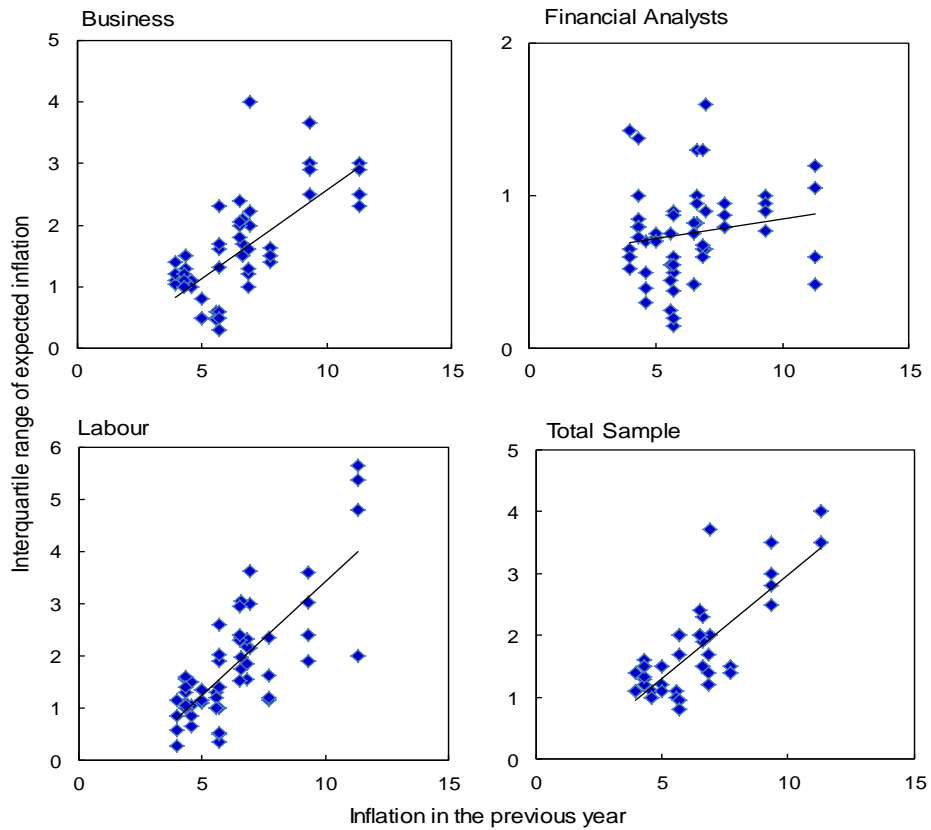 Business
5
4
3
2
1
0
0 5 10 15
Financial Analysts
2
1
0
0 5 10 15
Labour
6
5
4
3
2
1
0
0 5 10 15
Total Sample
5
4
3
2
1
0
0 5 10 15
Interquartile range of expected inflation
Inflation in the previous year